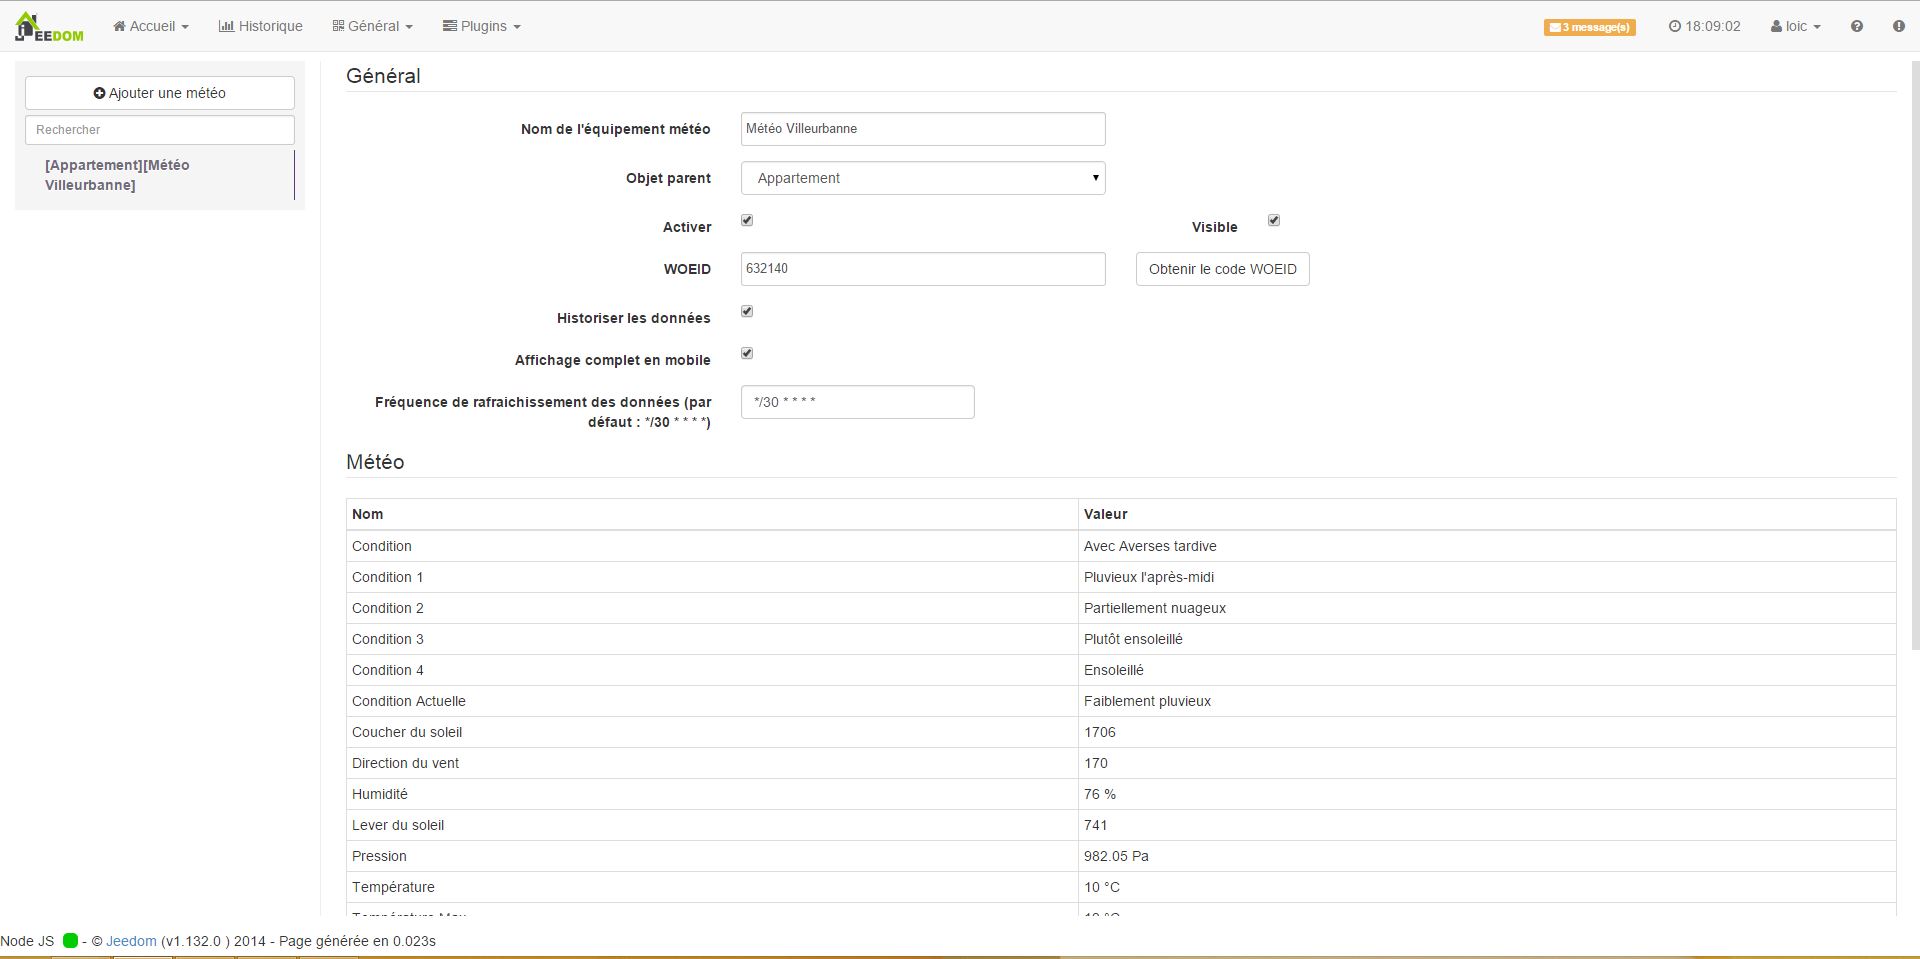 JEEDOM Accueil Historique Général Plugins 3 message(s) 18:09:02 loic
Ajouter une météo
Rechercher
[Appartement][Météo
Villeurbanne]
Général
Nom de l'équipement météo Météo Villeurbanne
Objet parent Appartement
Activer Visible
WOEID 632140 Obtenir le code WOEID
Historiser les données
Affichage complet en mobile
Fréquence de rafraichissement des données (par */30 * * * *
défaut : */30 * * * *)
Météo
Nom Valeur
Condition Avec Averses tardive
Condition 1 Pluvieux l'après-midi
Condition 2 Partiellement nuageux
Condition 3 Plutôt ensoleillé
Condition 4 Ensoleillé
Condition Actuelle Faiblement pluvieux
Coucher du soleil 1706
Direction du vent 170
Humidité 76 %
Lever du soleil 741
Pression 982.05 Pa
Température 10 °C
Node JS - © Jeedom (v1.132.0 ) 2014 - Page générée en 0.023s